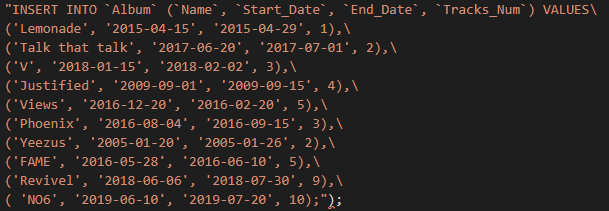 "INSERT INTO `Album` (`Name`, `Start_Date`, `End_Date`, `Tracks_Num`) VALUES\
('Lemonade', '2015-04-15', '2015-04-29', 1),\
('Talk that talk', '2017-06-20', '2017-07-01', 2),\
('V', '2018-01-15', '2018-02-02', 3),\
('Justified', '2009-09-01', '2009-09-15', 4),\
('Views', '2016-12-20', '2016-02-20', 5),\
('Phoenix', '2016-08-04', '2016-09-15', 3),\
('Yeezus', '2005-01-20', '2005-01-26', 2),\
('FAME', '2016-05-28', '2016-06-10', 5),\
('Revivel', '2018-06-06', '2018-07-30', 9),\
( 'NO6', '2019-06-10', '2019-07-20', 10);");